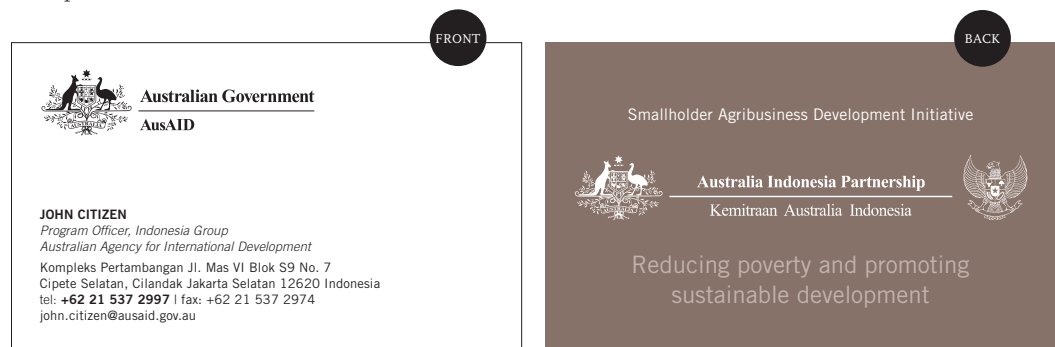 FRONT
Australian Government
AusAID
JOHN CITIZEN
Program Officer, Indonesia Group
Australian Agency for International Development
Kompleks Pertambangan Jl. Mas VI Blok S9 No. 7
Cipete Selatan, Cilandak Jakarta Selatan 12620 Indonesia
tel: +62 21 537 2997 | fax: +62 21 537 2974
john.citizen@ausaid.gov.au
BACK
Smallholder Agribusiness Development Initiative
Australia Indonesia Partnership
Kemitraan Australia Indonesia
Reducing poverty and promoting
sustainable development